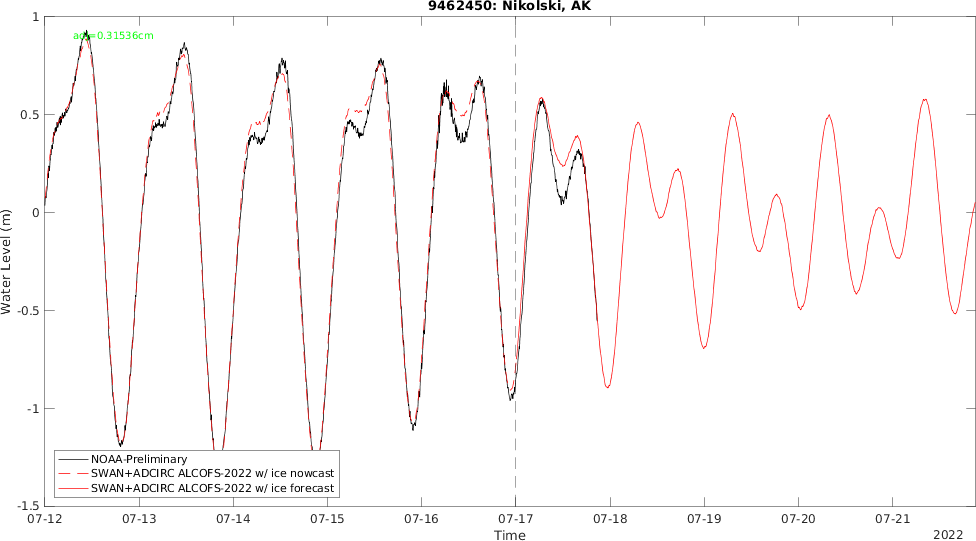 9462450: Nikolski, AK
1
0.5
0
-0.5
-1
-1.5
Water Level (m)
NOAA-Preliminary
SWAN+ADCIRC ALCOFS-2022 w/ ice nowcast
SWAN+ADCIRC ALCOFS-2022 w/ ice forecast
07-12 07-13 07-14 07-15 07-16 07-17 07-18 07-19 07-20 07-21
Time
2022